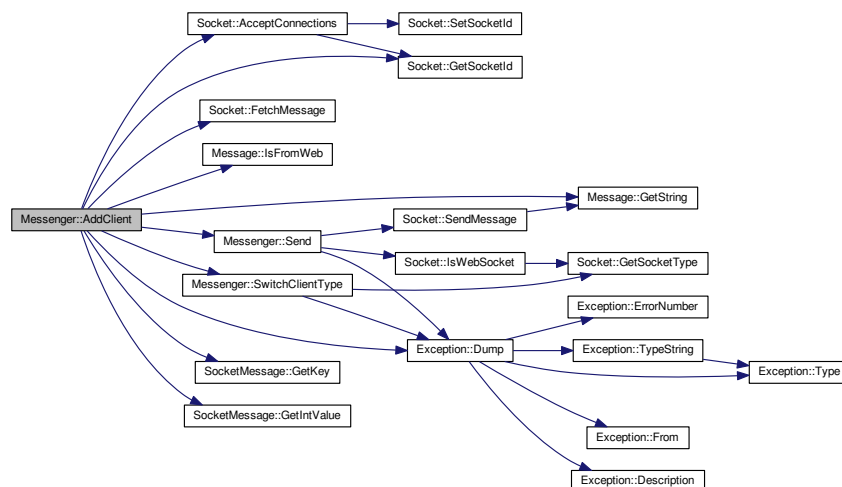 Socket::AcceptConnections
Socket::SetSocketId
Socket::GetSocketId
Socket::FetchMessage
Message::IsFromWeb
Message::GetString
Messenger::AddClient
Socket::SendMessage
Messenger::Send
Socket::IsWebSocket
Socket::GetSocketType
Messenger::SwitchClientType
Exception::ErrorNumber
Exception::Dump
Exception::TypeString
Exception::Type
SocketMessage::GetKey
SocketMessage::GetIntValue
Exception::From
Exception::Description